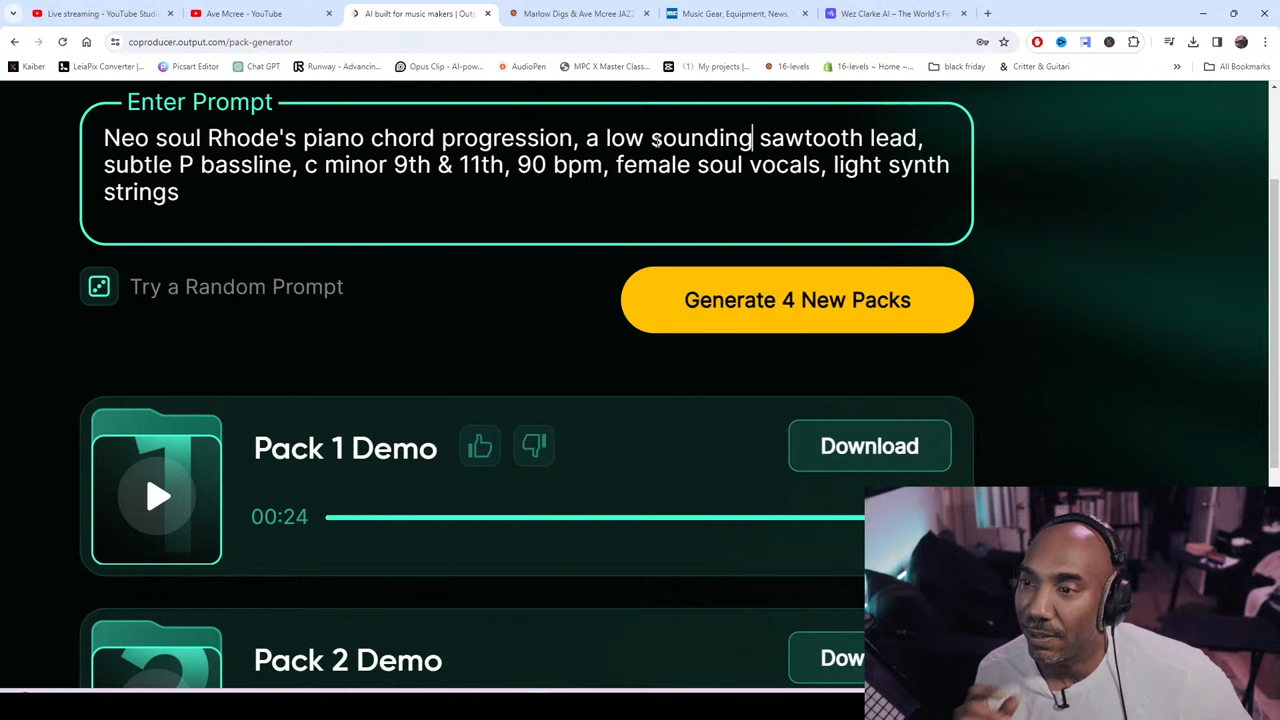 Live streaming - YouTube Studio
Ave Mcree - YouTube
AI built for music makers | Outp
Marlow Digs & Ave Mcree JAZZ
Music Gear, Equipment, News. T
Wez Clarke AI – The World's Fi
coproducer.output.com/pack-generator
Kaiber
LeiaPix Converter |...
Picsart Editor
Chat GPT
Runway - Advancin...
Opus Clip - AI-pow...
AudioPen
MPC X Master Class...
(1) My projects |...
16-levels
16-levels ~ Home ~...
black friday
Critter & Guitari
All Bookmarks
Enter Prompt
Neo soul Rhode's piano chord progression, a low sounding sawtooth lead,
subtle P bassline, c minor 9th & 11th, 90 bpm, female soul vocals, light synth
strings
Try a Random Prompt
Generate 4 New Packs
1
Pack 1 Demo
Download
00:24
Pack 2 Demo
Dow